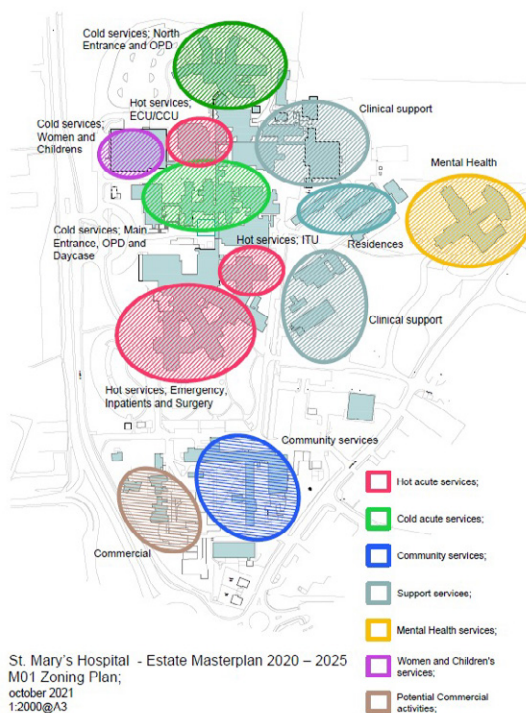 Cold services; North
Entrance and OPD
Hot services;
ECU/CCU
Clinical support
Cold services;
Women and
Childrens
Mental Health
Cold services; Main
Entrance, OPD and
Daycase
Hot services; ITU
Residences
Clinical support
Hot services, Emergency,
Inpatients and Surgery
Community services
Commercial
Hot acute services;
Cold acute services;
Community services;
Support services;
Mental Health services;
Women and Children's
services;
Potential Commercial
activities;
St. Mary's Hospital - Estate Masterplan 2020 – 2025
M01 Zoning Plan;
october 2021
1:2000@A3